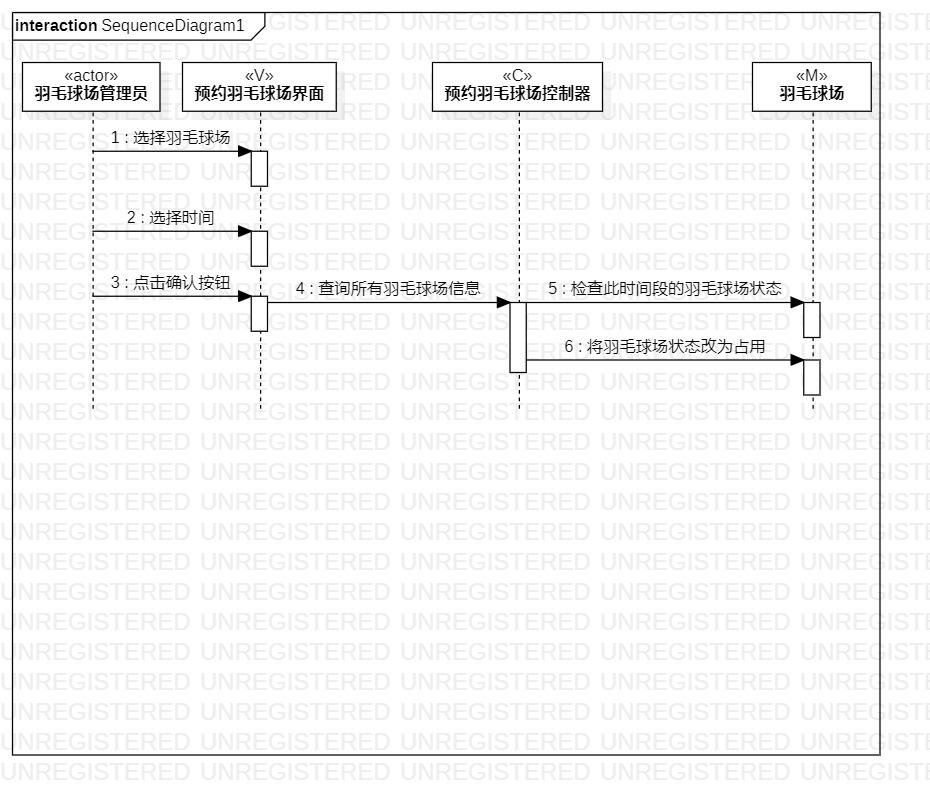 interaction SequenceDiagram1
«actor»
羽毛球场管理员
«V»
预约羽毛球场界面
«C»
预约羽毛球场控制器
«M»
羽毛球场
1 : 选择羽毛球场
2 : 选择时间
3 : 点击确认按钮
4 : 查询所有羽毛球场信息
5 : 检查此时间段的羽毛球场状态
6 : 将羽毛球场状态改为占用
UNREGISTERED